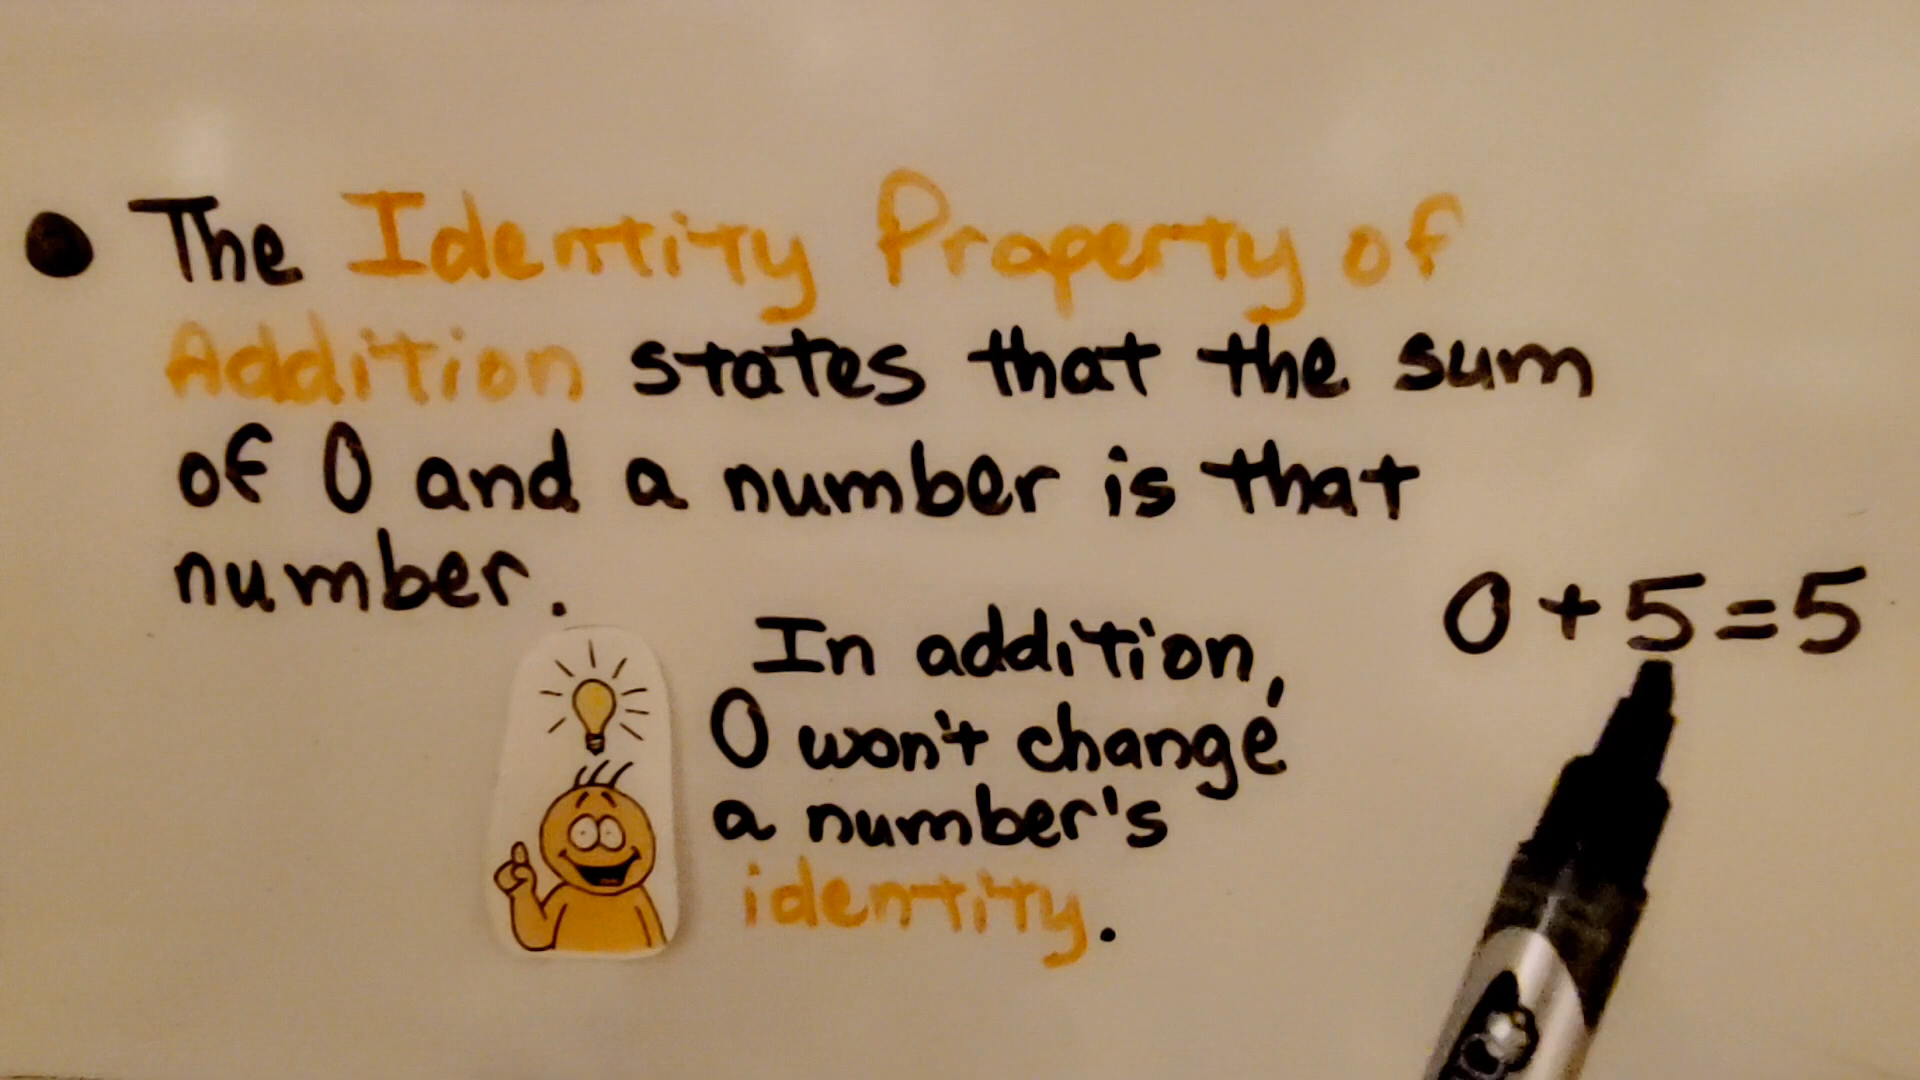 • The Identity Property of
Addition states that the sum
of 0 and a number is that
number.
0+5=5
In addition,
0 won't change
a number's
identity.